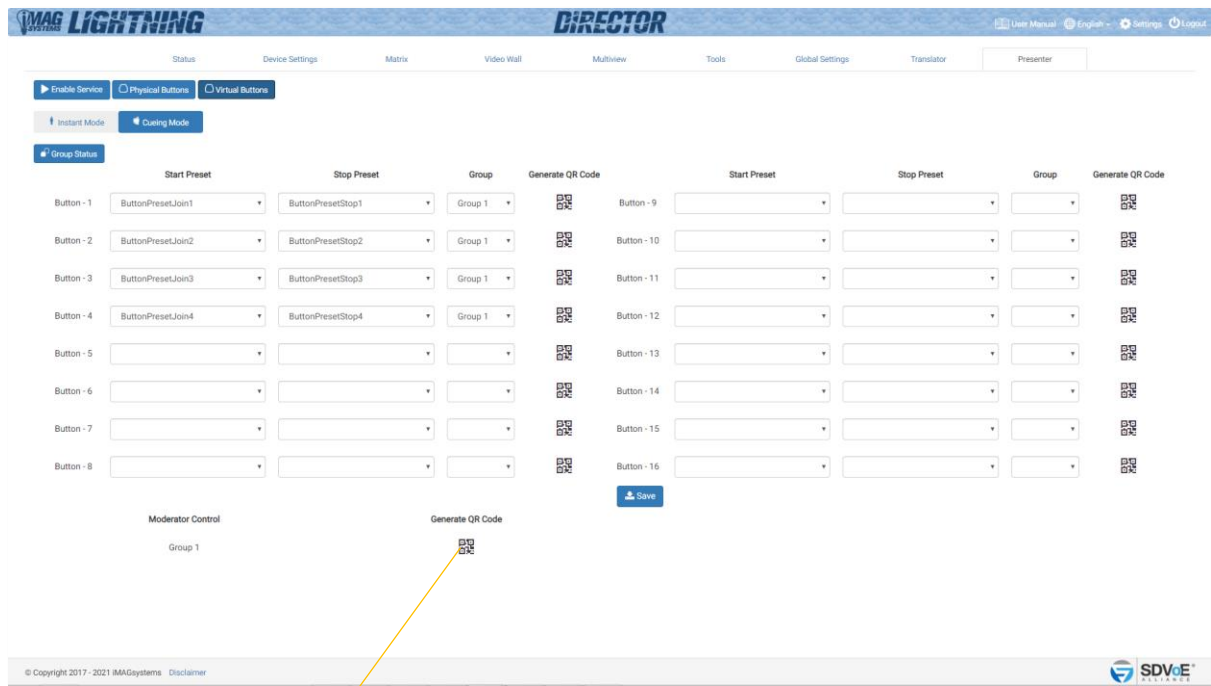 iMAG SYSTEMS LiGHTNiNG DiRECTOR User Manual English Settings Logout
Status Device Settings Matrix Video Wall Multiview Tools Global Settings Translator Presenter
Enable Service Physical Buttons Virtual Buttons
Instant Mode Cueing Mode
Group Status
Start Preset Stop Preset Group Generate QR Code Start Preset Stop Preset Group Generate QR Code
Button - 1 ButtonPresetJoin1 ButtonPresetStop1 Group 1 Button - 9
Button - 2 ButtonPresetJoin2 ButtonPresetStop2 Group 1 Button - 10
Button - 3 ButtonPresetJoin3 ButtonPresetStop3 Group 1 Button - 11
Button - 4 ButtonPresetJoin4 ButtonPresetStop4 Group 1 Button - 12
Button - 5 Button - 13
Button - 6 Button - 14
Button - 7 Button - 15
Button - 8 Button - 16
Save
Moderator Control Generate QR Code
Group 1
© Copyright 2017 - 2021 iMAGsystems Disclaimer SDVoE
ALLIANCE